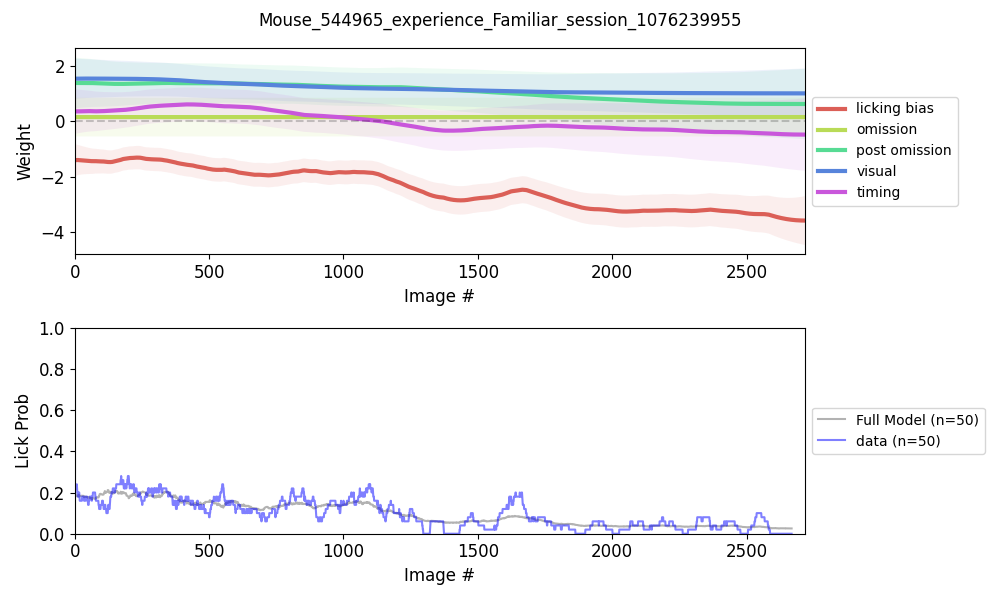 Mouse_544965_experience_Familiar_session_1076239955
Weight
2
0
−2
−4
0
500
1000
1500
2000
2500
Image #
licking bias
omission
post omission
visual
timing
Lick Prob
1.0
0.8
0.6
0.4
0.2
0.0
0
500
1000
1500
2000
2500
Image #
Full Model (n=50)
data (n=50)